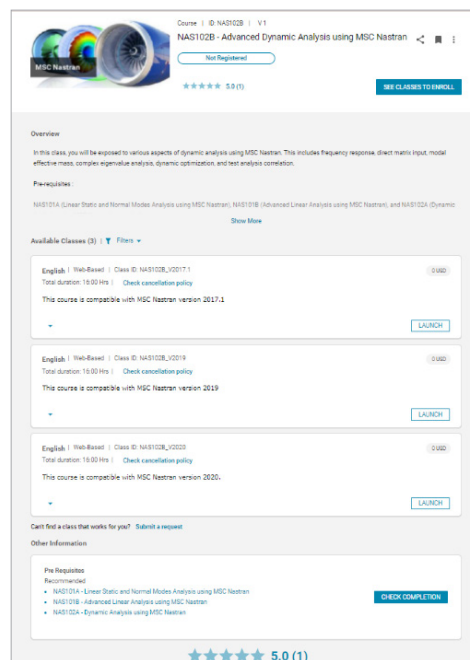 Course | ID: NAS102B | V 1
NAS102B - Advanced Dynamic Analysis using MSC Nastran
MSC Nastran
Not Registered
5.0 (1)
SEE CLASSES TO ENROLL
Overview
In this class, you will be exposed to various aspects of dynamic analysis using MSC Nastran. This includes frequency response, direct matrix input, modal
effective mass, complex eigenvalue analysis, dynamic optimization, and test analysis correlation.
Pre-requisites :
NAS101A (Linear Static and Normal Modes Analysis using MSC Nastran), NAS101B (Advanced Linear Analysis using MSC Nastran), and NAS102A (Dynamic
Show More
Available Classes (3) | Filters
English | Web-Based | Class ID: NAS102B_V2017.1
0 USD
Total duration: 16:00 Hrs | Check cancellation policy
This course is compatible with MSC Nastran version 2017.1
LAUNCH
English | Web-Based | Class ID: NAS102B_V2019
0 USD
Total duration: 16:00 Hrs | Check cancellation policy
This course is compatible with MSC Nastran version 2019
LAUNCH
English | Web-Based | Class ID: NAS102B_V2020
0 USD
Total duration: 16:00 Hrs | Check cancellation policy
This course is compatible with MSC Nastran version 2020.
LAUNCH
Can't find a class that works for you? Submit a request
Other Information
Pre Requisites
Recommended
• NAS101A - Linear Static and Normal Modes Analysis using MSC Nastran
• NAS101B - Advanced Linear Analysis using MSC Nastran
• NAS102A - Dynamic Analysis using MSC Nastran
CHECK COMPLETION
5.0 (1)